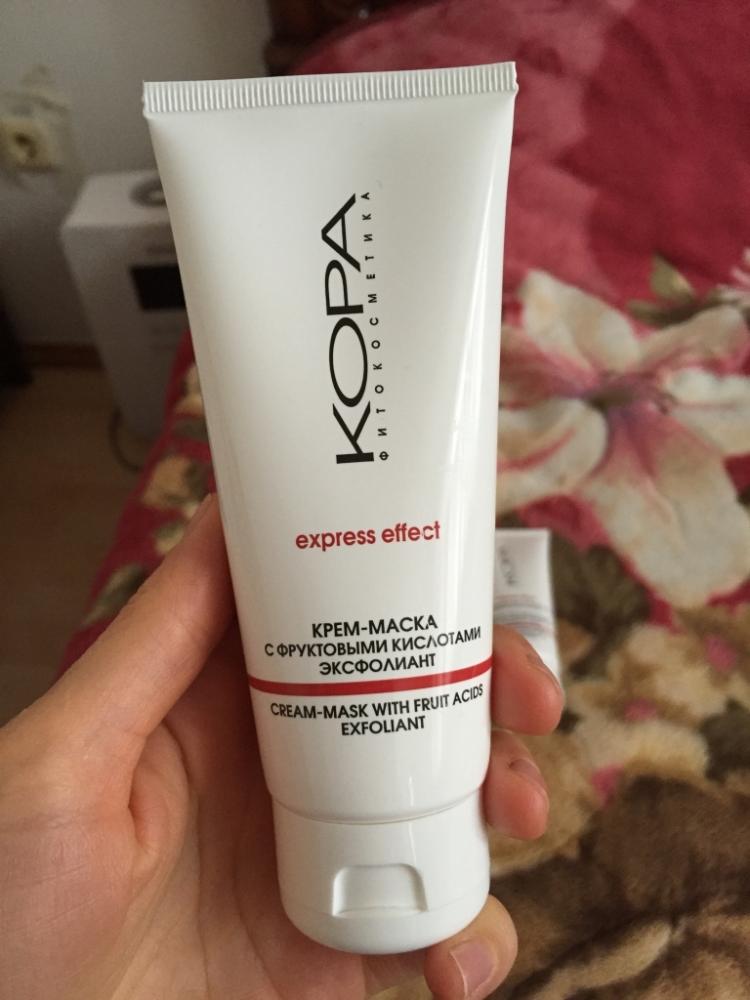 КОРА
ФИТОКОСМЕТИКА
express effect
КРЕМ-МАСКА
С ФРУКТОВЫМИ КИСЛОТАМИ
ЭКСФОЛИАНТ
CREAM-MASK WITH FRUIT ACIDS
EXFOLIANT